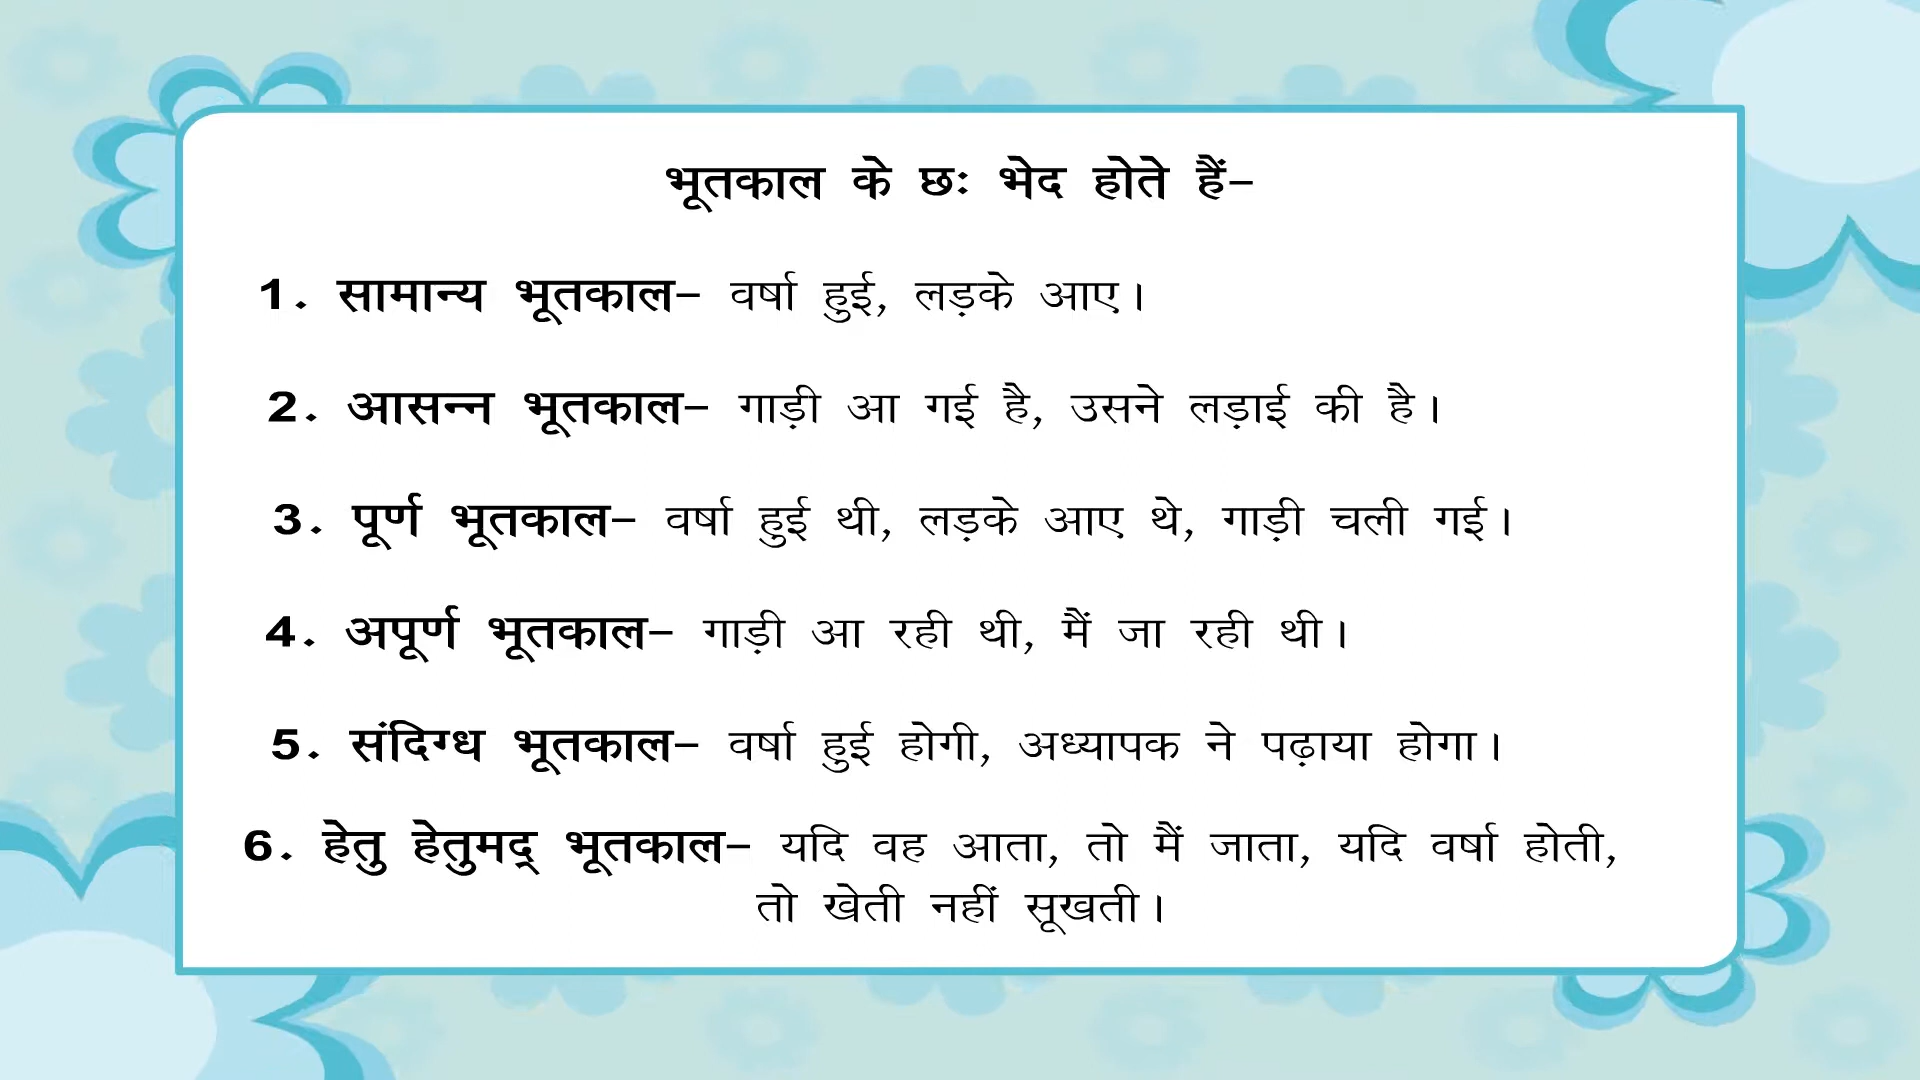 भूतकाल के छः भेद होते हैं–
1. सामान्य भूतकाल– वर्षा हुई, लड़के आए।
2. आसन्न भूतकाल– गाड़ी आ गई है, उसने लड़ाई की है।
3. पूर्ण भूतकाल– वर्षा हुई थी, लड़के आए थे, गाड़ी चली गई।
4. अपूर्ण भूतकाल– गाड़ी आ रही थी, मैं जा रही थी।
5. संदिग्ध भूतकाल– वर्षा हुई होगी, अध्यापक ने पढ़ाया होगा।
6. हेतु हेतुमद् भूतकाल– यदि वह आता, तो मैं जाता, यदि वर्षा होती,
तो खेती नहीं सूखती।